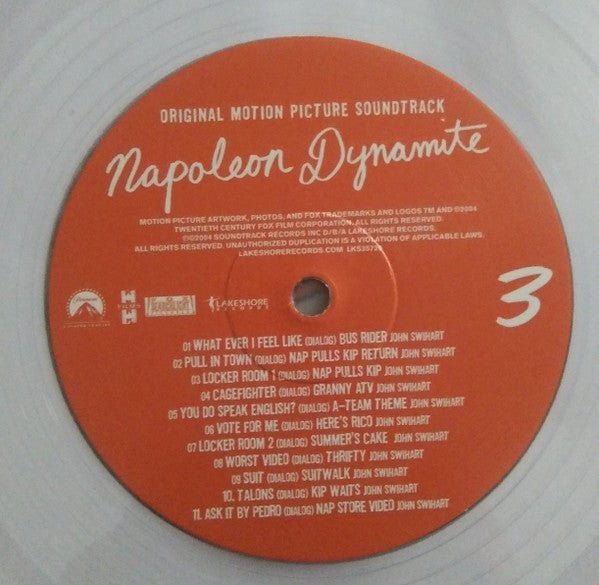 ORIGINAL MOTION PICTURE SOUNDTRACK
Napoleon Dynamite
MOTION PICTURE ARTWORK, PHOTOS, AND FOX TRADEMARKS AND LOGOS TM AND ©2004
TWENTIETH CENTURY FOX FILM CORPORATION. ALL RIGHTS RESERVED.
℗©2004 SOUNDTRACK RECORDS INC D/B/A LAKESHORE RECORDS.
ALL RIGHTS RESERVED. UNAUTHORIZED DUPLICATION IS A VIOLATION OF APPLICABLE LAWS.
LAKESHORERECORDS.COM
Paramount
FILMS
LAKESHORE
RECORDS
3
01 WHAT EVER I FEEL LIKE (DIALOG) BUS RIDER JOHN SWIHART
02 PULL IN TOWN (DIALOG) NAP PULLS KIP RETURN JOHN SWIHART
03 LOCKER ROOM 1 (DIALOG) NAP PULLS KIP JOHN SWIHART
04 CAGEFIGHTER (DIALOG) GRANNY ATV JOHN SWIHART
05 YOU DO SPEAK ENGLISH? (DIALOG) A-TEAM THEME JOHN SWIHART
06 VOTE FOR ME (DIALOG) HERE'S RICO JOHN SWIHART
07 LOCKER ROOM 2 (DIALOG) SUMMER'S CAKE JOHN SWIHART
08 WORST VIDEO (DIALOG) THRIFTY JOHN SWIHART
09 SUIT (DIALOG) SUITWALK JOHN SWIHART
10. TALONS (DIALOG) KIP WAITS JOHN SWIHART
11. ASK IT BY PEDRO (DIALOG) NAP STORE VIDEO JOHN SWIHART